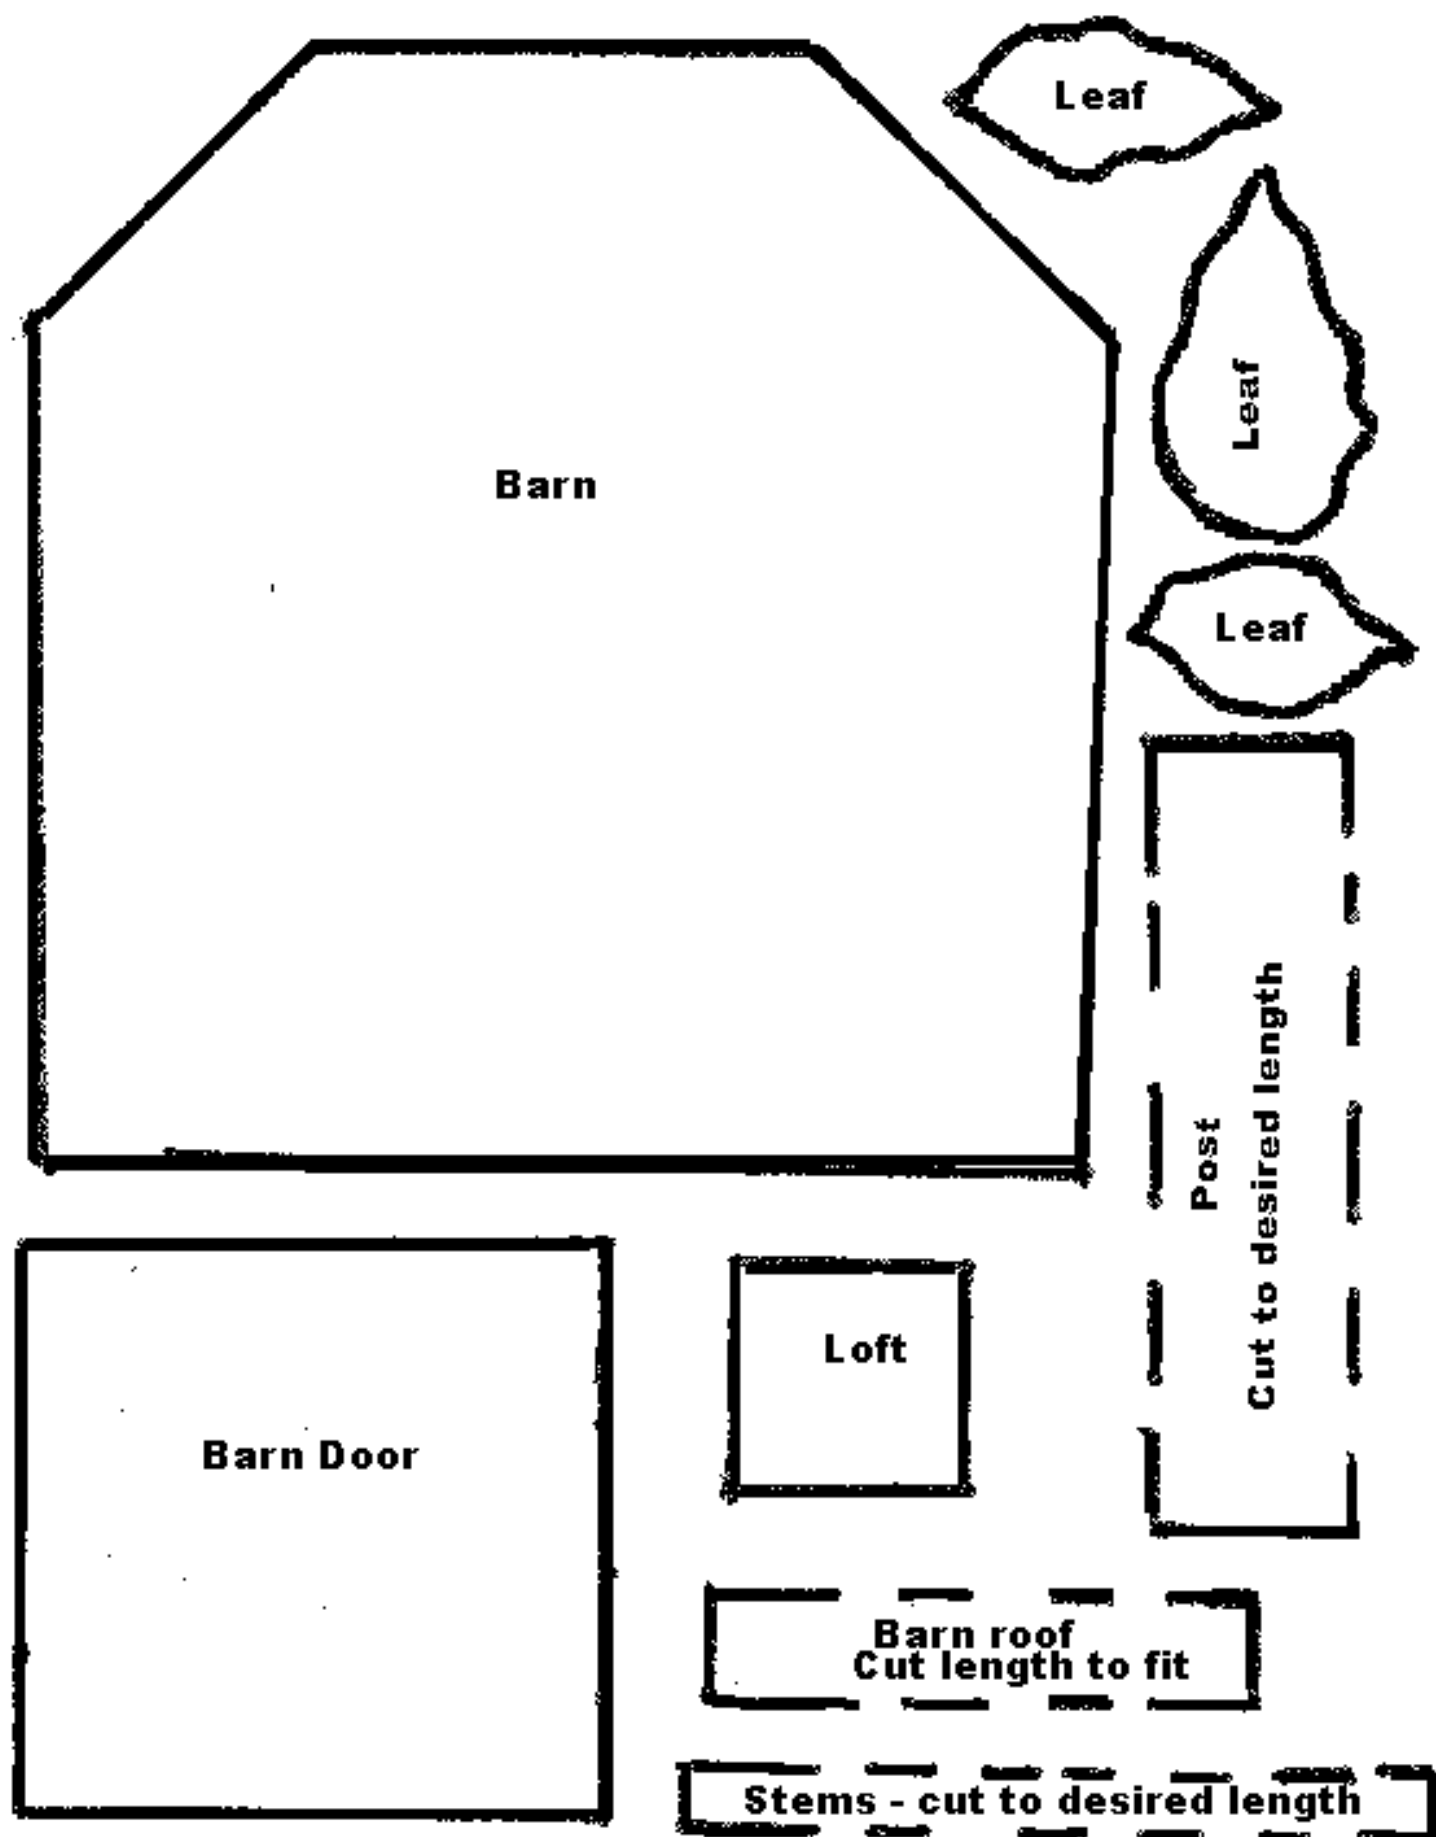 Leaf
Leaf
Barn
Leaf
Post
Cut to desired length
Loft
Barn Door
Barn roof
Cut length to fit
Stems - cut to desired length